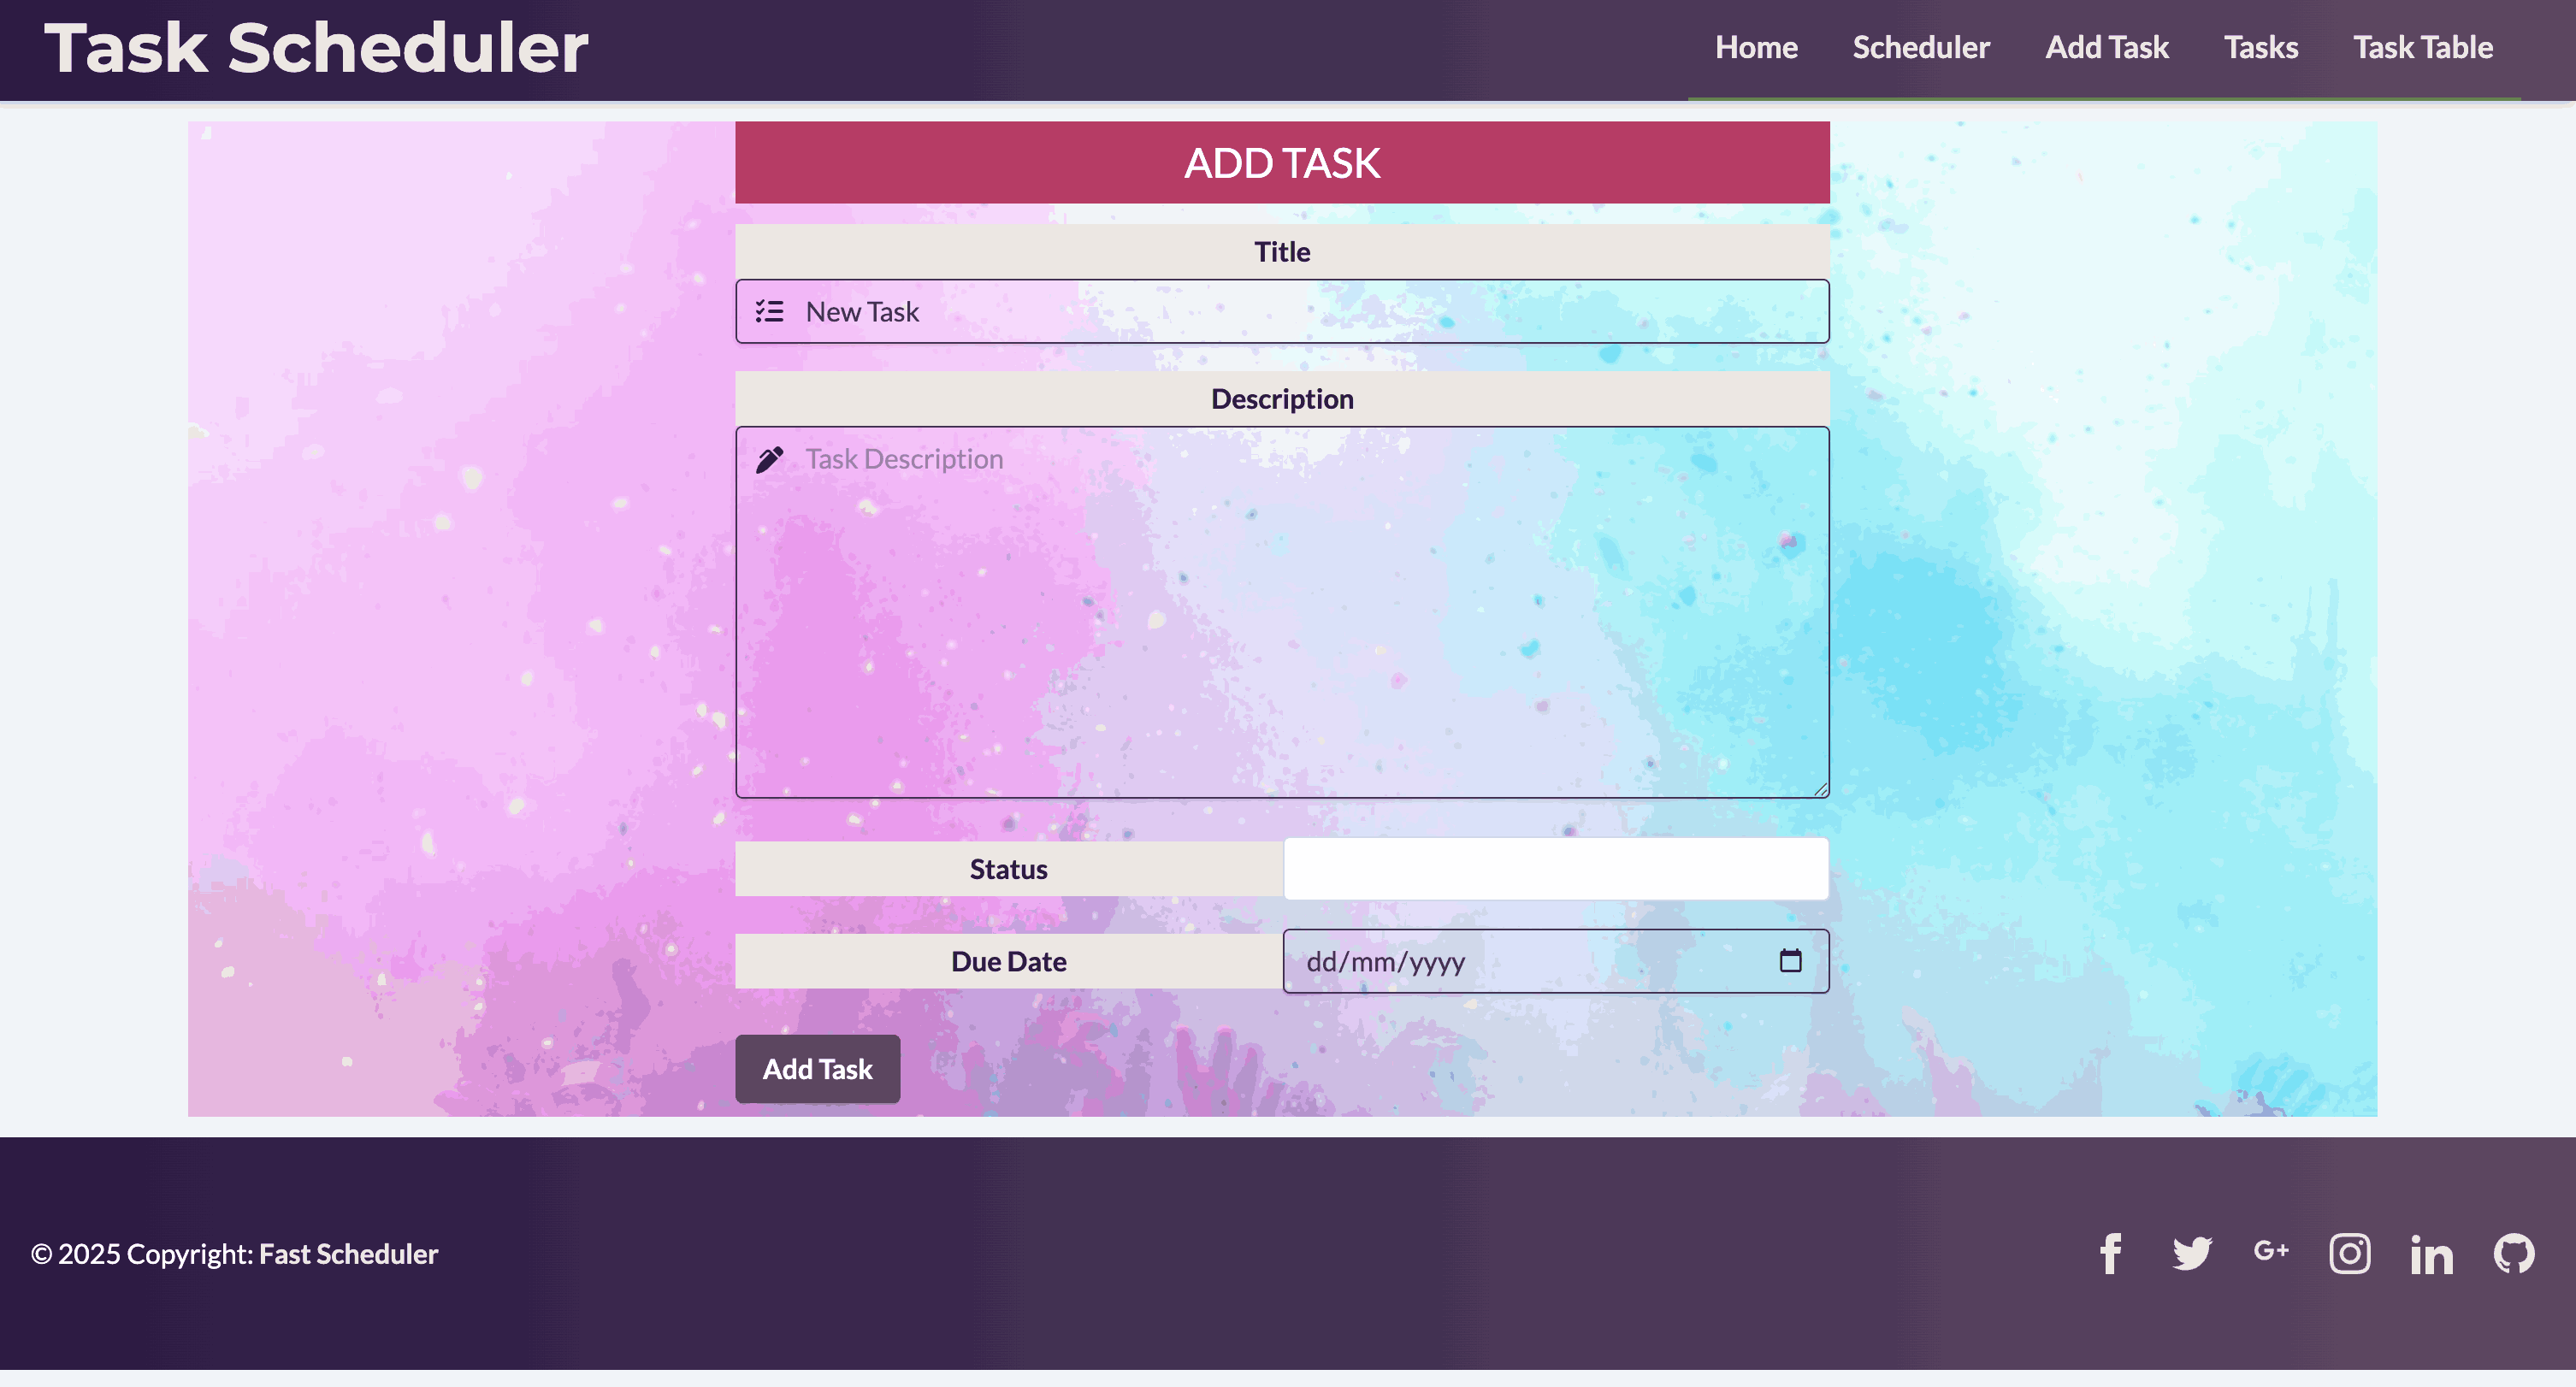 Task Scheduler
Home Scheduler Add Task Tasks Task Table
ADD TASK
Title
New Task
Description
Task Description
Status
Due Date dd/mm/yyyy
Add Task
© 2025 Copyright: Fast Scheduler
G+ in